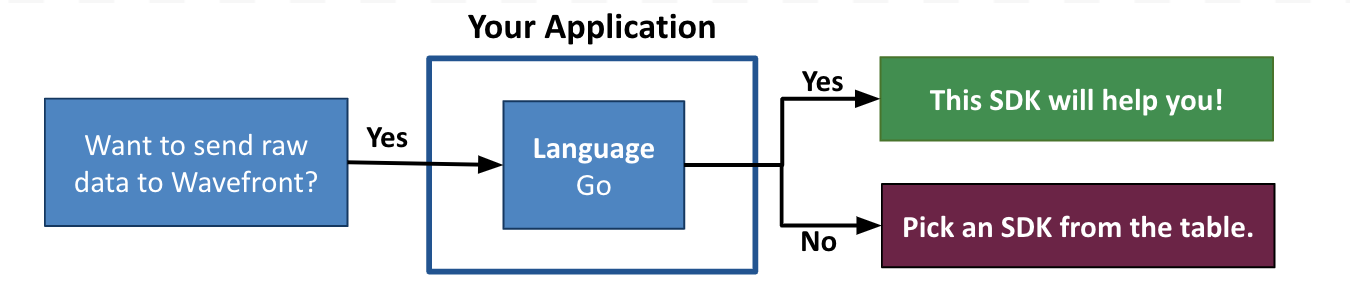 Your Application
Want to send raw
data to Wavefront?
Yes
Language
Go
Yes
This SDK will help you!
No
Pick an SDK from the table.